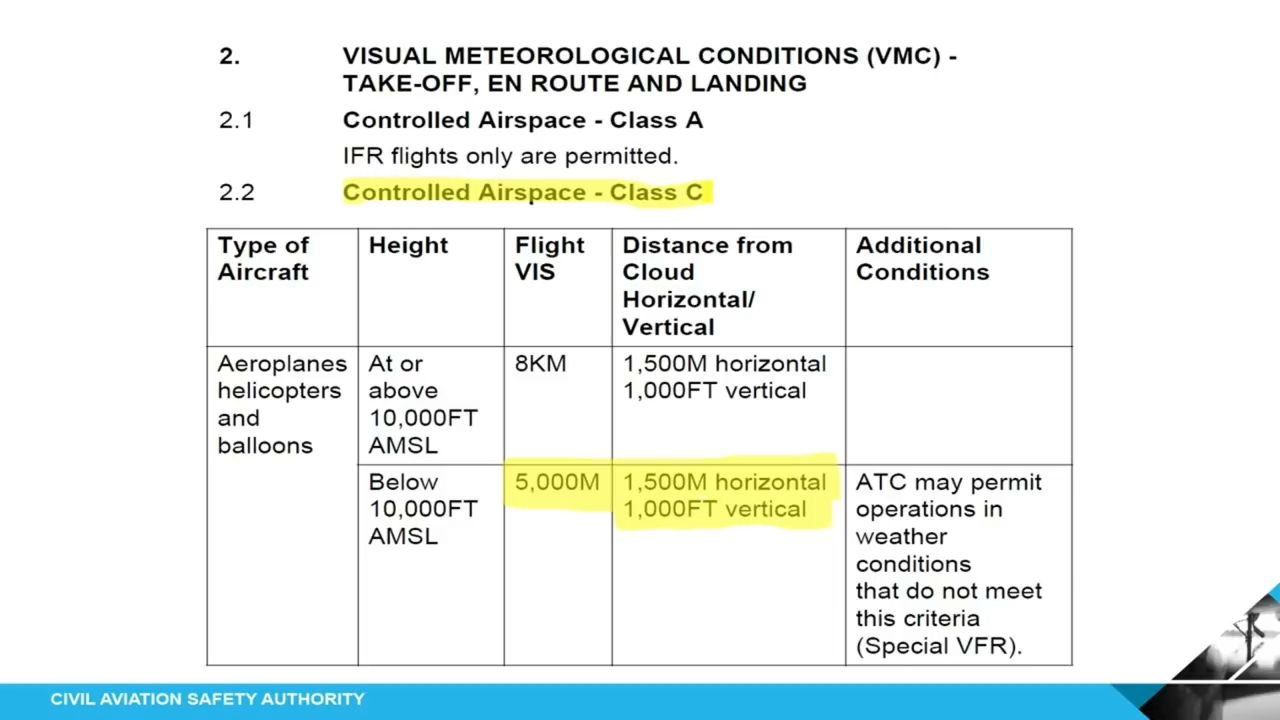 2. VISUAL METEOROLOGICAL CONDITIONS (VMC) -
TAKE-OFF, EN ROUTE AND LANDING
2.1 Controlled Airspace - Class A
IFR flights only are permitted.
2.2 Controlled Airspace - Class C
Type of
Aircraft
Height
Flight
VIS
Distance from
Cloud
Horizontal/
Vertical
Additional
Conditions
Aeroplanes
helicopters
and
balloons
At or
above
10,000FT
AMSL
8KM
1,500M horizontal
1,000FT vertical
Below
10,000FT
AMSL
5,000M
1,500M horizontal
1,000FT vertical
ATC may permit
operations in
weather
conditions
that do not meet
this criteria
(Special VFR).
CIVIL AVIATION SAFETY AUTHORITY